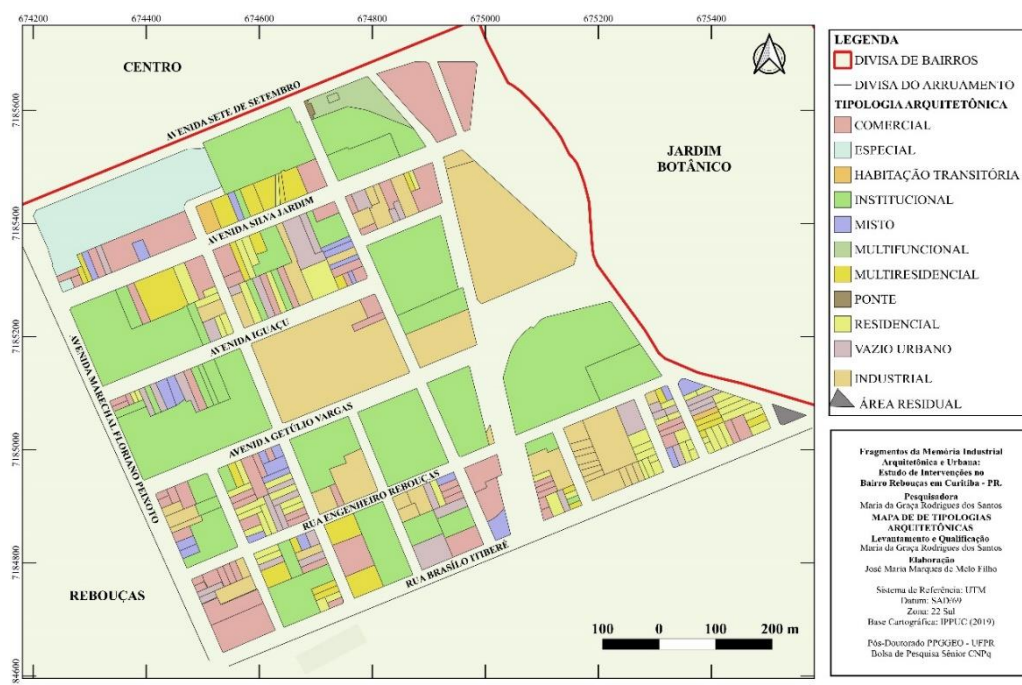 674200
674400
674600
674800
675000
675200
675400
7185600
7185400
7185200
7185000
7184800
84600
CENTRO
AVENIDA SETE DE SETEMBRO
JARDIM
BOTÂNICO
AVENIDA SILVA JARDIM
AVENIDA IGUAÇU
AVENIDA MARECHAL FLORIANO PEIXOTO
AVENIDA GETÚLIO VARGAS
RUA ENGENHEIRO REBOUÇAS
RUA BRASÍLO ITIBERÊ
REBOUÇAS
100 0 100 200 m
LEGENDA
DIVISA DE BAIRROS
DIVISA DO ARRUAMENTO
TIPOLOGIA ARQUITETÔNICA
COMERCIAL
ESPECIAL
HABITAÇÃO TRANSITÓRIA
INSTITUCIONAL
MISTO
MULTIFUNCIONAL
MULTIRESIDENCIAL
PONTE
RESIDENCIAL
VAZIO URBANO
INDUSTRIAL
ÁREA RESIDUAL
Fragmentos da Memória Industrial
Arquitetônica e Urbana:
Estudo de Intervenções no
Bairro Rebouças em Curitiba - PR.
Pesquisadora
Maria da Graça Rodrigues dos Santos
MAPA DE DE TIPOLOGIAS
ARQUITETÔNICAS
Levantamento e Qualificação
Maria da Graça Rodrigues dos Santos
Elaboração
José Maria Marques de Melo Filho
Sistema de Referência: UTM
Datum: SAD/69
Zona: 22 Sul
Base Cartográfica: IPPUC (2019)
Pós-Doutorado PPGGEO - UFPR
Bolsa de Pesquisa Sênior CNPq